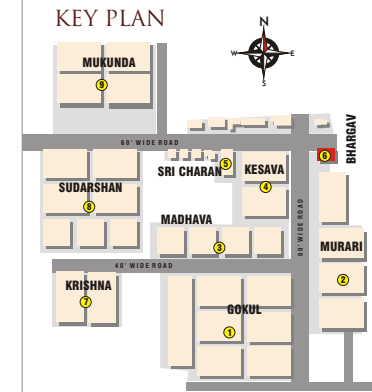 KEY PLAN
N
W
E
S
MUKUNDA
9
60' WIDE ROAD
BHARGAV
6
5
SRI CHARAN
KESAVA
4
SUDARSHAN
8
MADHAVA
3
60' WIDE ROAD
MURARI
2
40' WIDE ROAD
KRISHNA
7
GOKUL
1